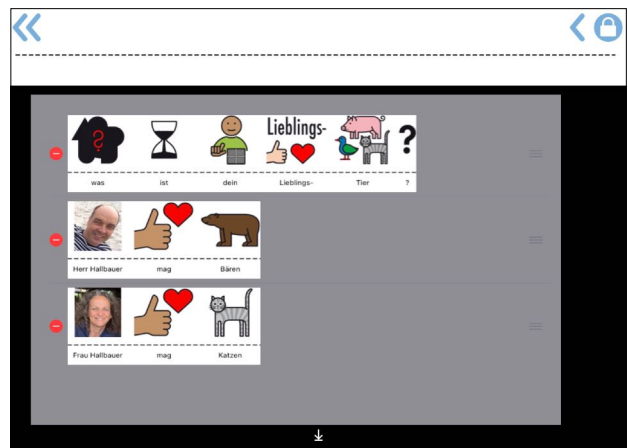 Lieblings-
?
?
was ist dein Lieblings- Tier ?
Herr Hallbauer mag Bären
Frau Hallbauer mag Katzen